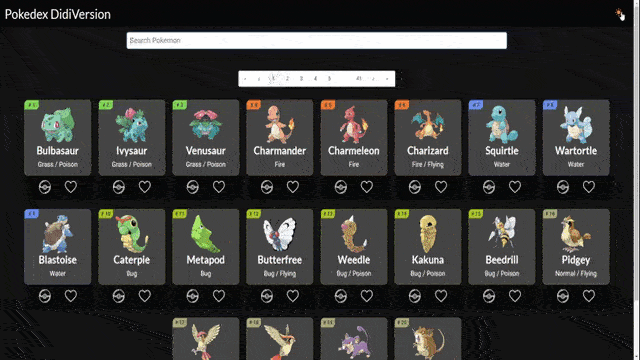 Pokedex DidiVersion
Search Pokemon
1 2 3 4 5 41
#1 #2 #3 #4 #5 #6 #7 #8
Bulbasaur Ivysaur Venusaur Charmander Charmeleon Charizard Squirtle Wartortle
Grass / Poison Grass / Poison Grass / Poison Fire Fire Fire / Flying Water Water
#9 #10 #11 #12 #13 #14 #15 #16
Blastoise Caterpie Metapod Butterfree Weedle Kakuna Beedrill Pidgey
Water Bug Bug Bug / Flying Bug / Poison Bug / Poison Bug / Poison Normal / Flying
#17 #18 #19 #20